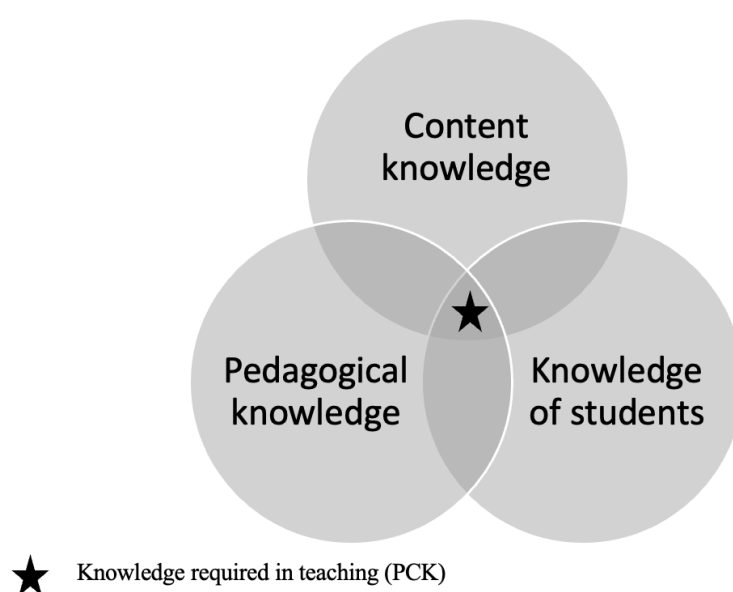 Content
knowledge
Pedagogical
knowledge
Knowledge
of students
Knowledge required in teaching (PCK)